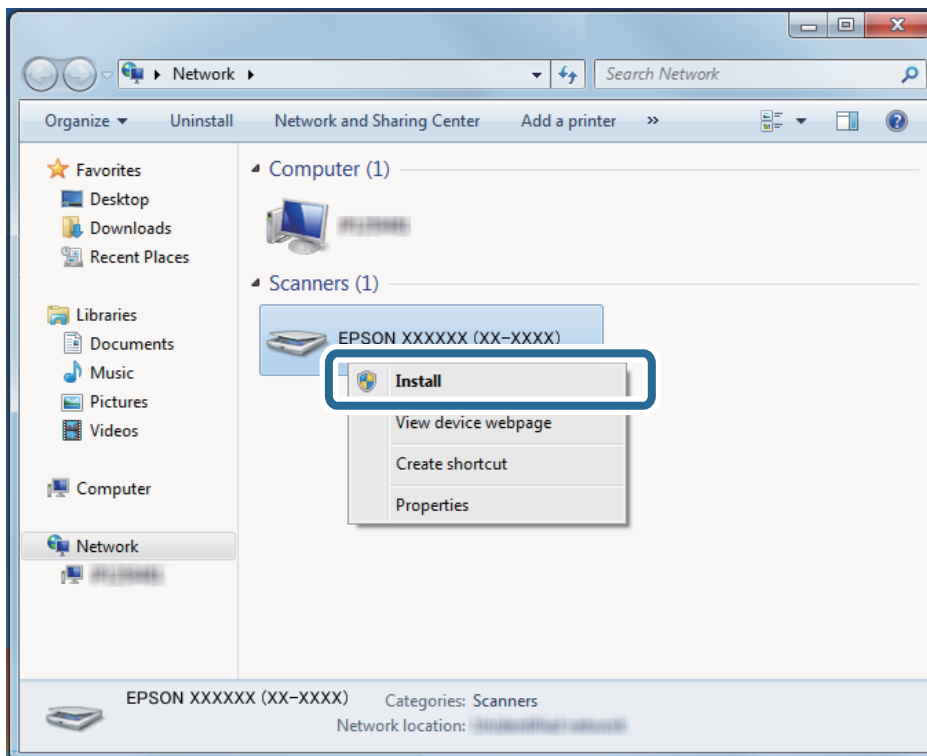 Network
Search Network
Organize
Uninstall
Network and Sharing Center
Add a printer
»
Favorites
Desktop
Downloads
Recent Places
Libraries
Documents
Music
Pictures
Videos
Computer
Network
Computer (1)
Scanners (1)
EPSON XXXXXX (XX-XXXX)
Install
View device webpage
Create shortcut
Properties
EPSON XXXXXX (XX-XXXX)
Categories: Scanners
Network location: